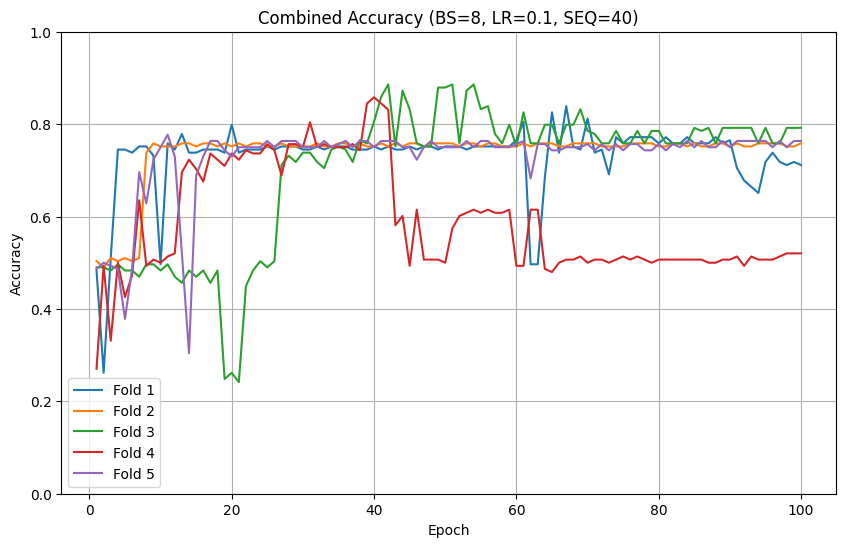 Combined Accuracy (BS=8, LR=0.1, SEQ=40)
1.0
0.8
0.6
0.4
0.2
0.0
Accuracy
Fold 1
Fold 2
Fold 3
Fold 4
Fold 5
0 20 40 60 80 100
Epoch